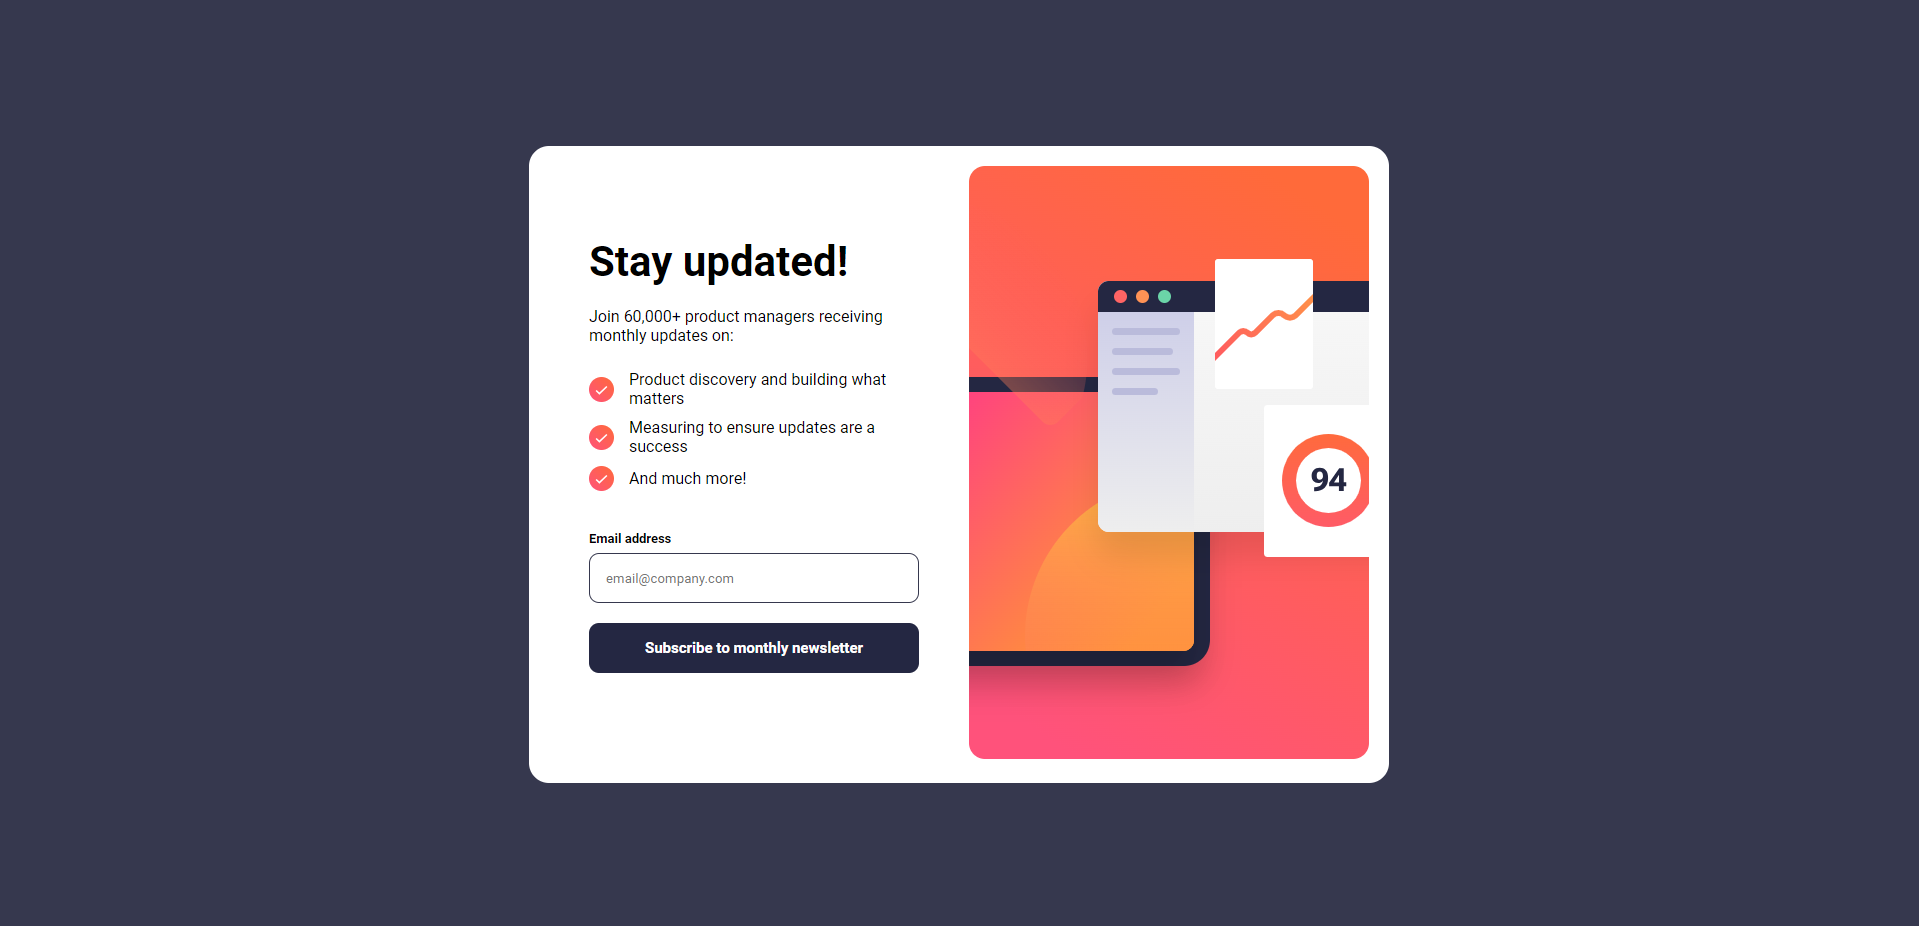 Stay updated!
Join 60,000+ product managers receiving
monthly updates on:
Product discovery and building what
matters
Measuring to ensure updates are a
success
And much more!
Email address
email@company.com
Subscribe to monthly newsletter
94